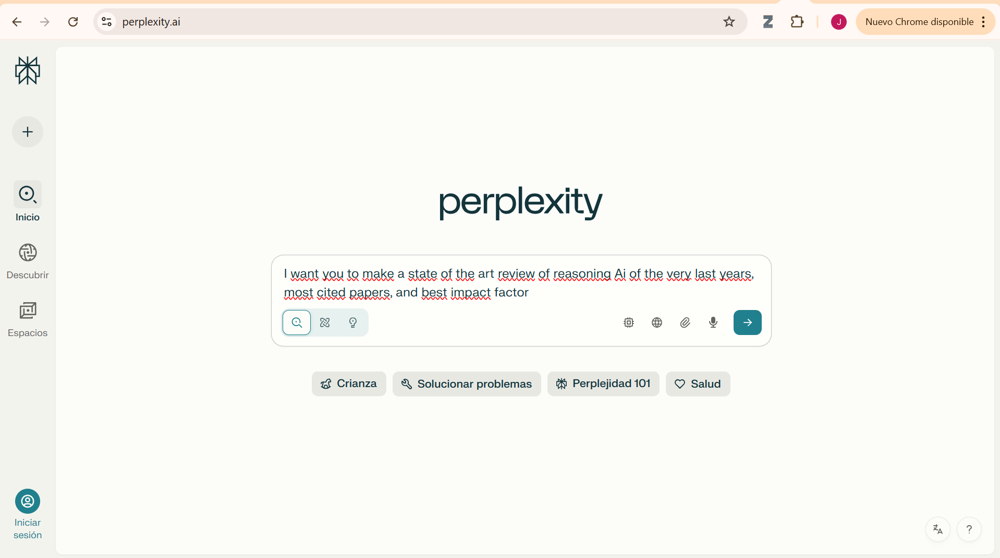 perplexity.ai
J
Nuevo Chrome disponible
Inicio
Descubrir
Espacios
perplexity
I want you to make a state of the art review of reasoning Ai of the very last years,
most cited papers, and best impact factor
Crianza
Solucionar problemas
Perplejidad 101
Salud
Iniciar
sesión
?